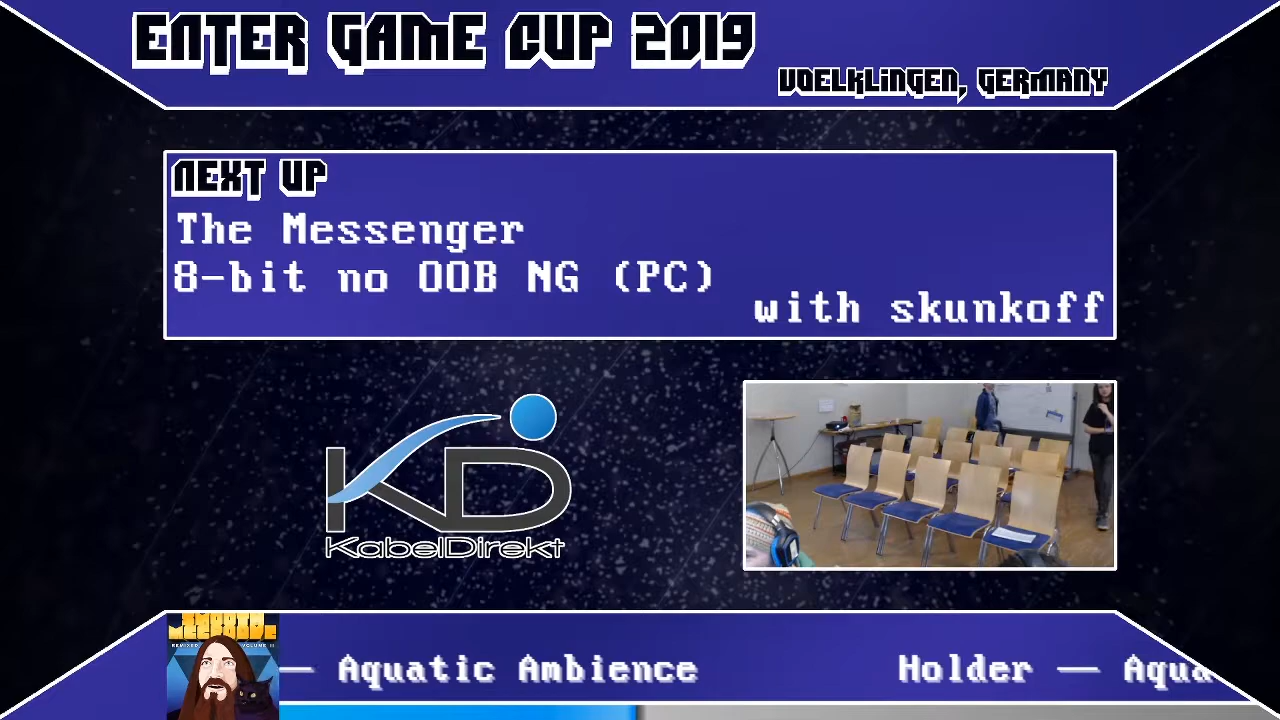 ENTER GAME CUP 2019
VOELKLINGEN, GERMANY
NEXT UP
The Messenger
8-bit no OOB NG (PC)
with skunkoff
KD
KabelDirekt
— Aquatic Ambience Holder — Aqua